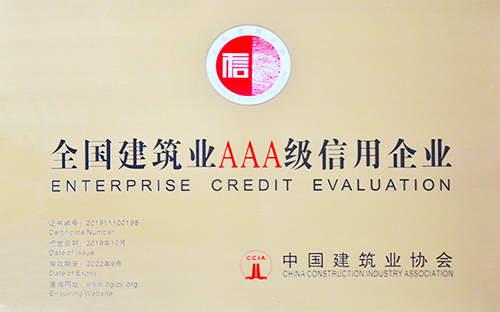 信
CREDIT EVALUATION
全国建筑业AAA级信用企业
ENTERPRISE CREDIT EVALUATION
证书编号：201911100198
Certificate Number
颁发日期：2019年10月
Date of Issue
有效期至：2022年9月
Date of Expiry
查询网址：www.zgjzy.org
Enquiring Website
CCIA
中国建筑业协会
CHINA CONSTRUCTION INDUSTRY ASSOCIATION